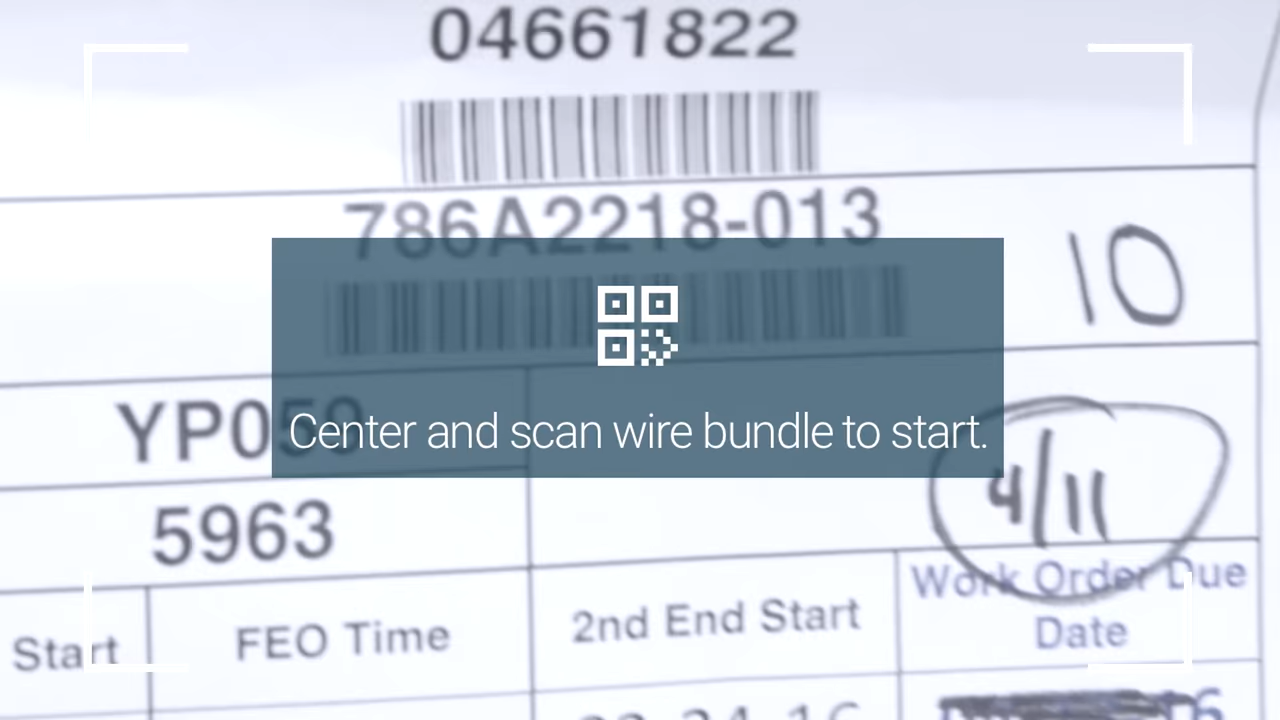 04661822
786A2218-013
10
YP059
Center and scan wire bundle to start.
4/11
5963
Work Order Due
Date
Start
FEO Time
2nd End Start